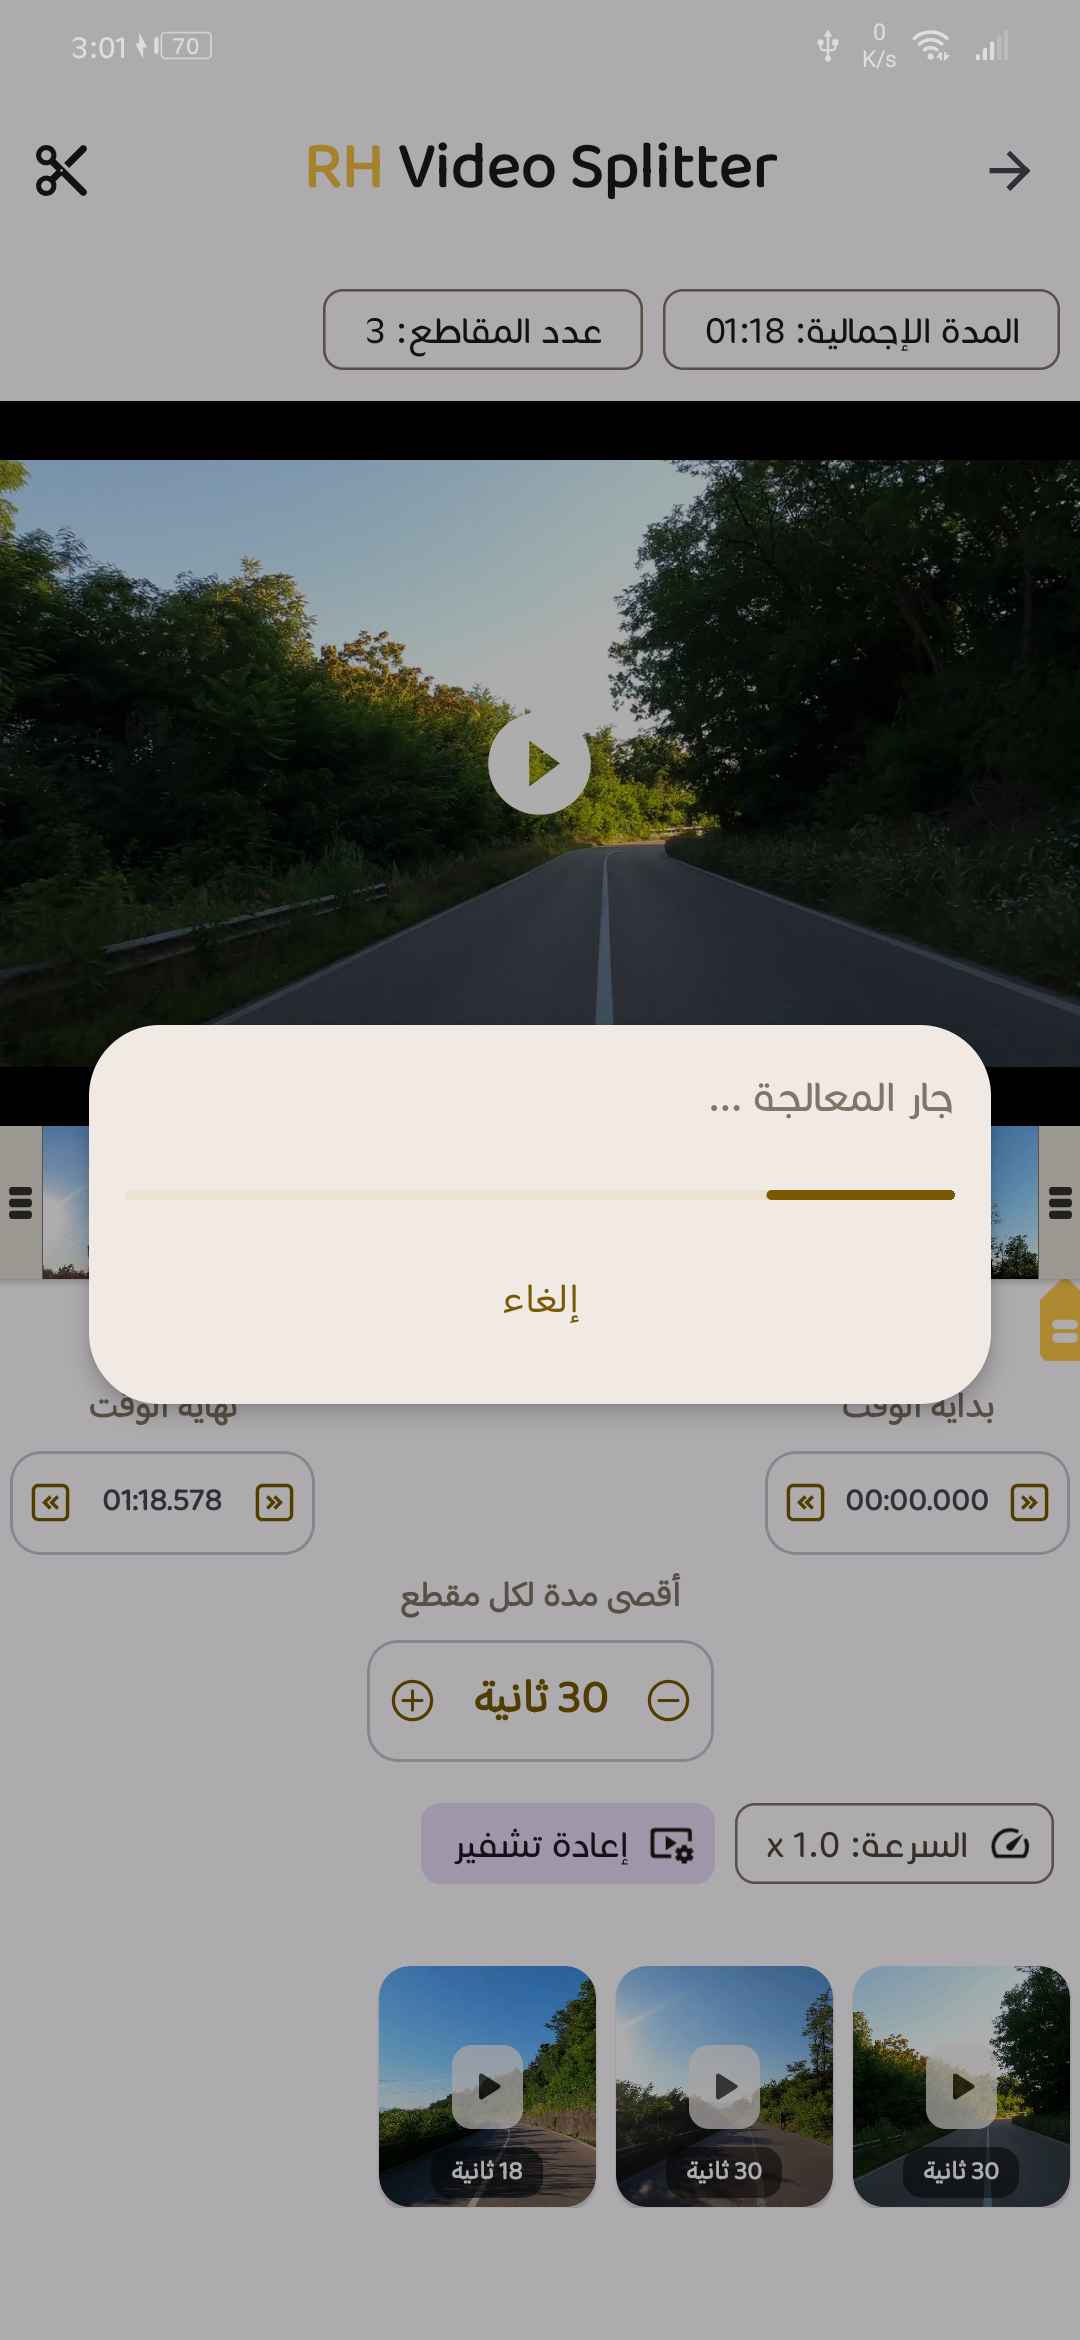 3:01 70 0 K/s
RH Video Splitter
المدة الإجمالية: 01:18
عدد المقاطع: 3
جار المعالجة ...
إلغاء
بداية الوقت
نهاية الوقت
00:00.000
01:18.578
أقصى مدة لكل مقطع
30 ثانية
السرعة: 1.0 x
إعادة تشفير
30 ثانية
30 ثانية
18 ثانية